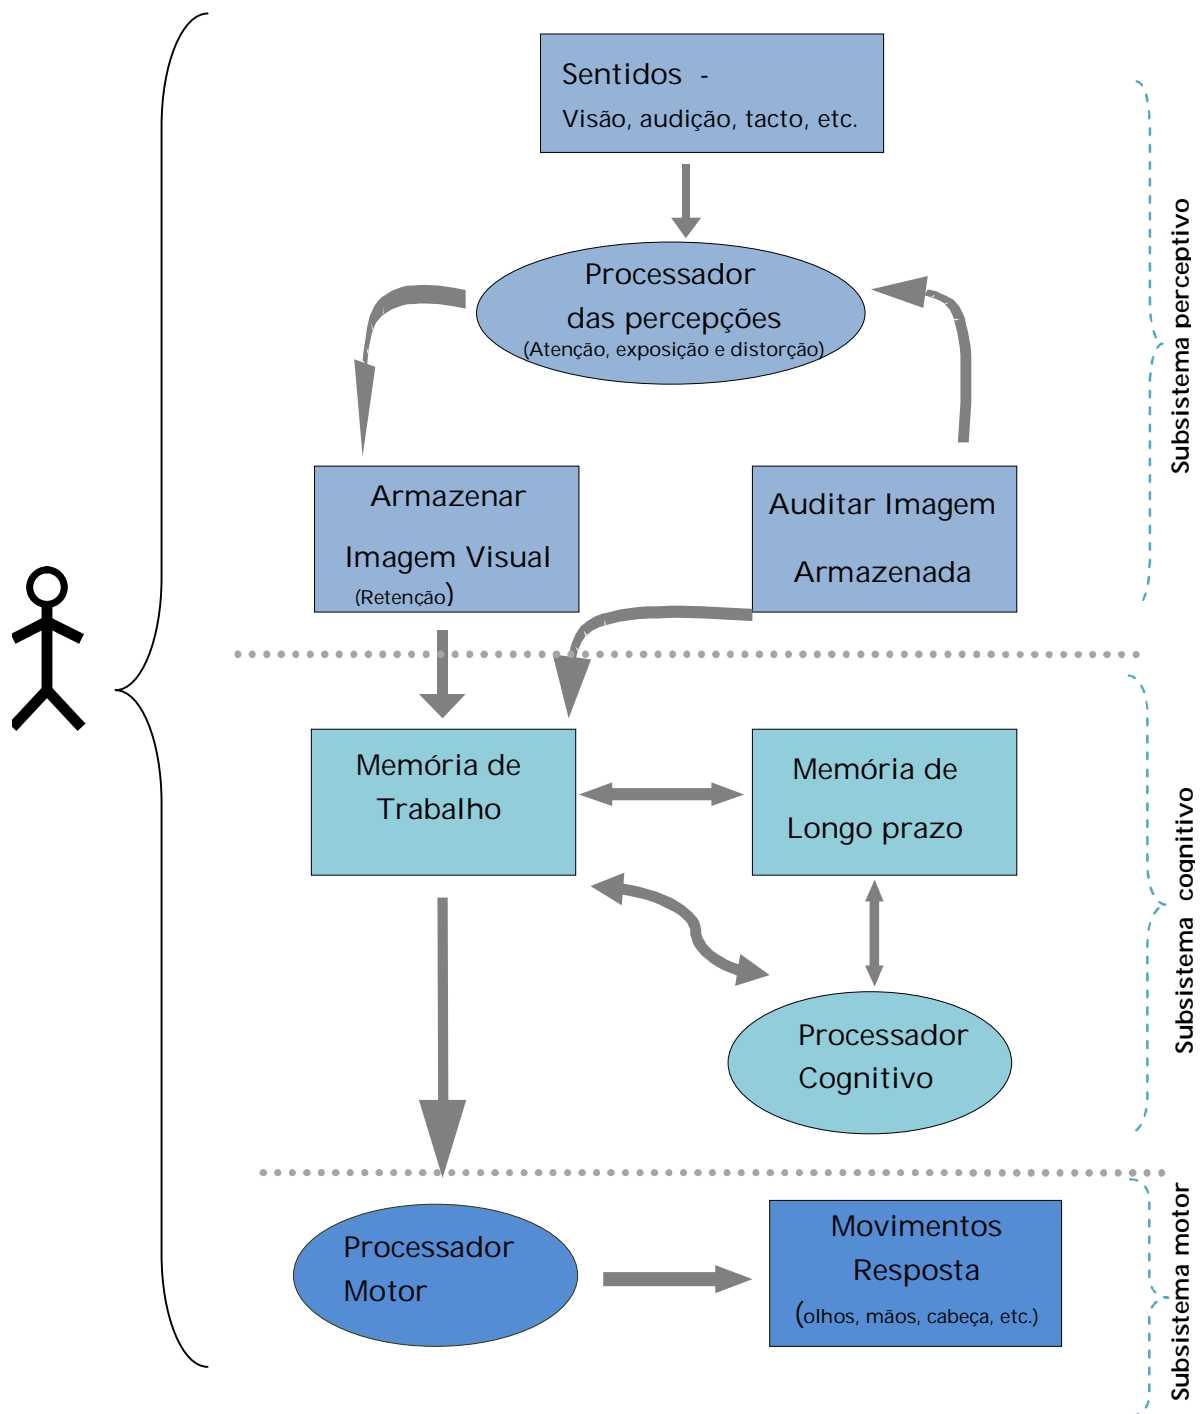 Sentidos -
Visão, audição, tacto, etc.
Processador
das percepções
(Atenção, exposição e distorção)
Armazenar
Imagem Visual
(Retenção)
Auditar Imagem
Armazenada
Subsistema perceptivo
Memória de
Trabalho
Memória de
Longo prazo
Processador
Cognitivo
Subsistema cognitivo
Processador
Motor
Movimentos
Resposta
(olhos, mãos, cabeça, etc.)
Subsistema motor